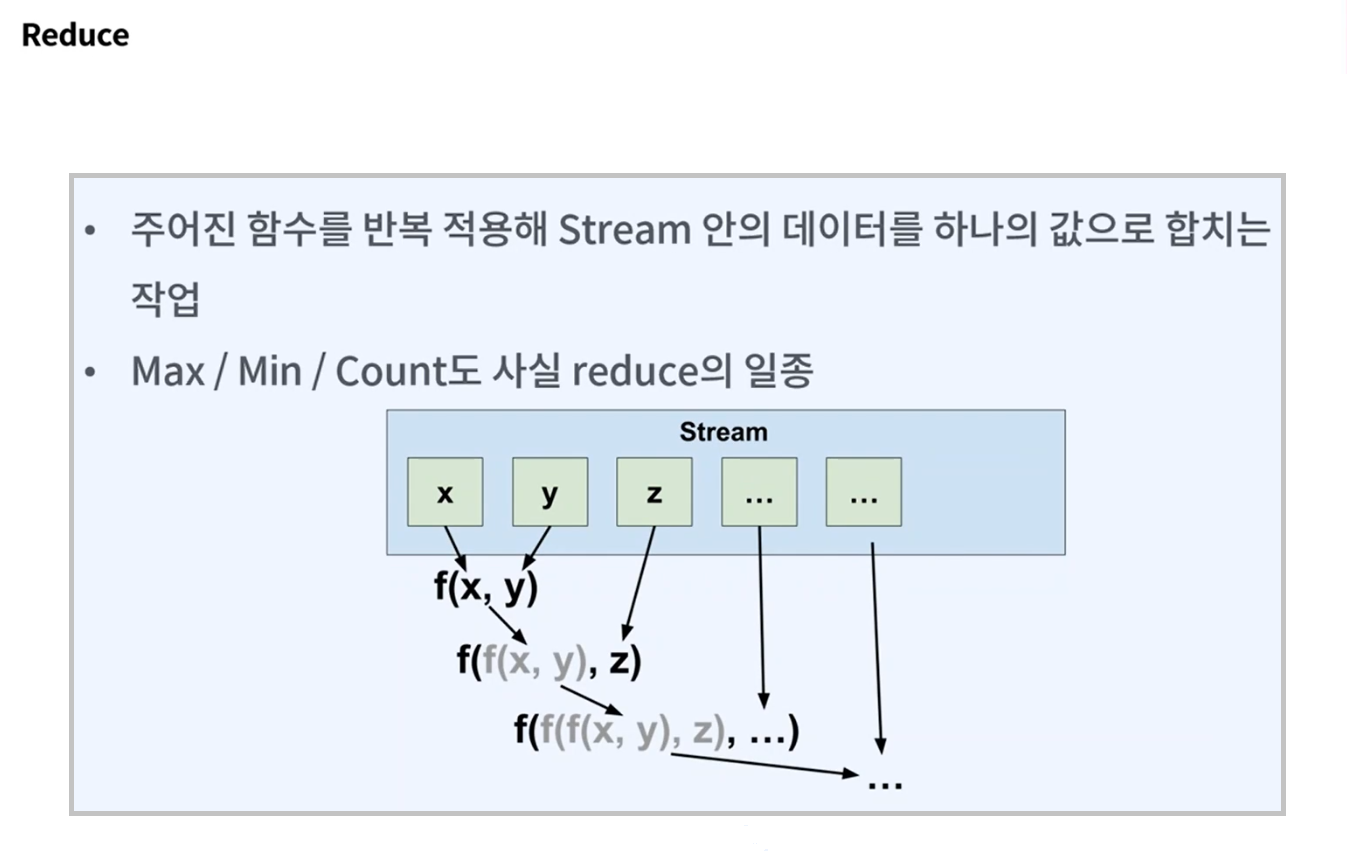 Reduce
• 주어진 함수를 반복 적용해 Stream 안의 데이터를 하나의 값으로 합치는
작업
• Max / Min / Count도 사실 reduce의 일종
Stream
x y z ... ...
f(x, y)
f(f(x, y), z)
f(f(f(x, y), z), ...)
...